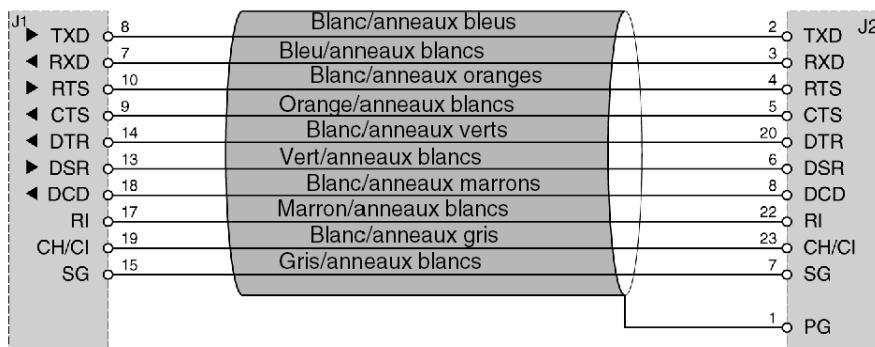 J1 J2
▶ TXD 8 Blanc/anneaux bleus 2 TXD
◀ RXD 7 Bleu/anneaux blancs 3 RXD
▶ RTS 10 Blanc/anneaux oranges 4 RTS
◀ CTS 9 Orange/anneaux blancs 5 CTS
◀ DTR 14 Blanc/anneaux verts 20 DTR
▶ DSR 13 Vert/anneaux blancs 6 DSR
◀ DCD 18 Blanc/anneaux marrons 8 DCD
RI 17 Marron/anneaux blancs 22 RI
CH/CI 19 Blanc/anneaux gris 23 CH/CI
SG 15 Gris/anneaux blancs 7 SG
1 PG